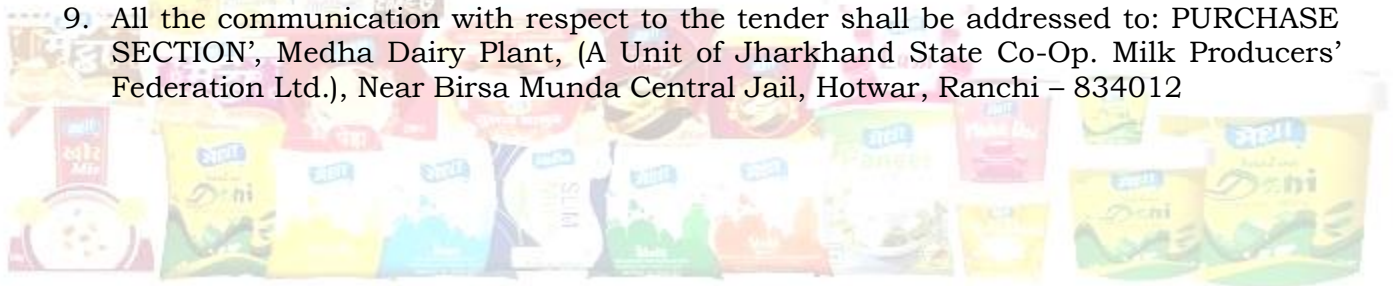 9. All the communication with respect to the tender shall be addressed to: PURCHASE
SECTION’, Medha Dairy Plant, (A Unit of Jharkhand State Co-Op. Milk Producers’
Federation Ltd.), Near Birsa Munda Central Jail, Hotwar, Ranchi – 834012